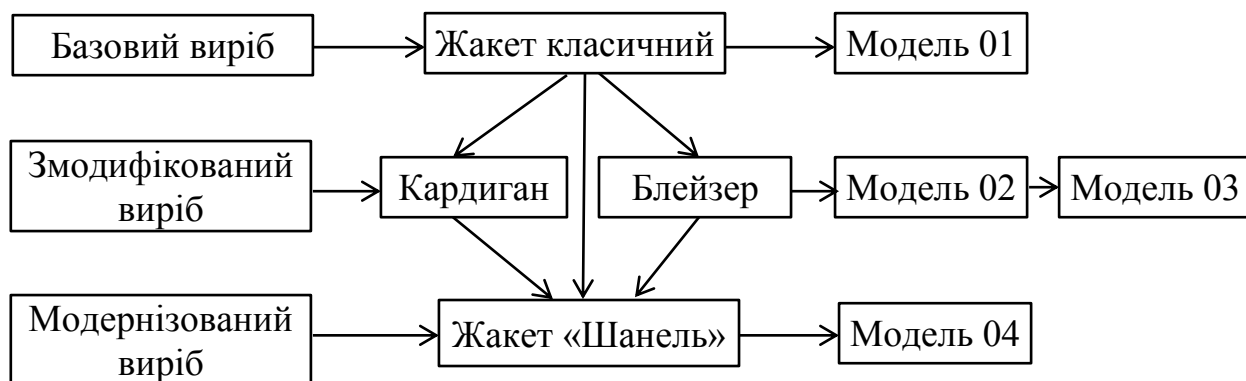 Базовий виріб
Жакет класичний
Модель 01
Змодифікований
виріб
Кардиган
Блейзер
Модель 02
Модель 03
Модернізований
виріб
Жакет «Шанель»
Модель 04